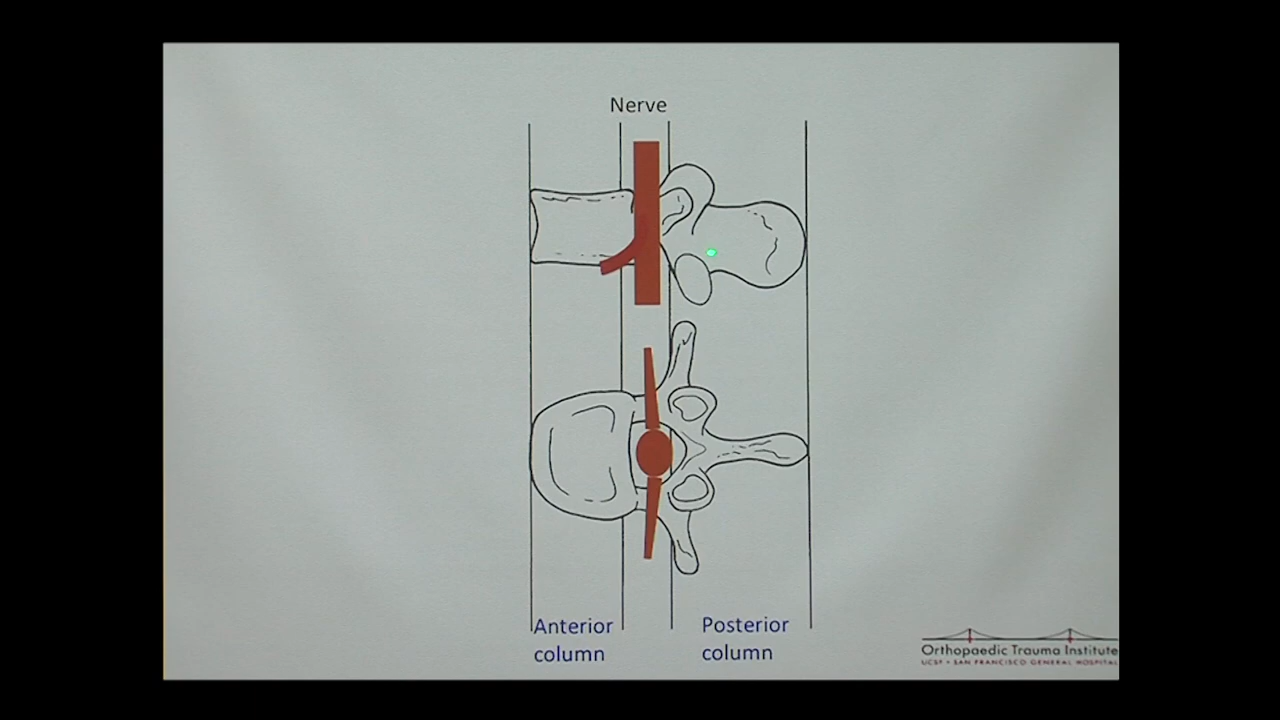 Nerve
Anterior
column
Posterior
column
Orthopaedic Trauma Institute
UCSF • SAN FRANCISCO GENERAL HOSPITAL